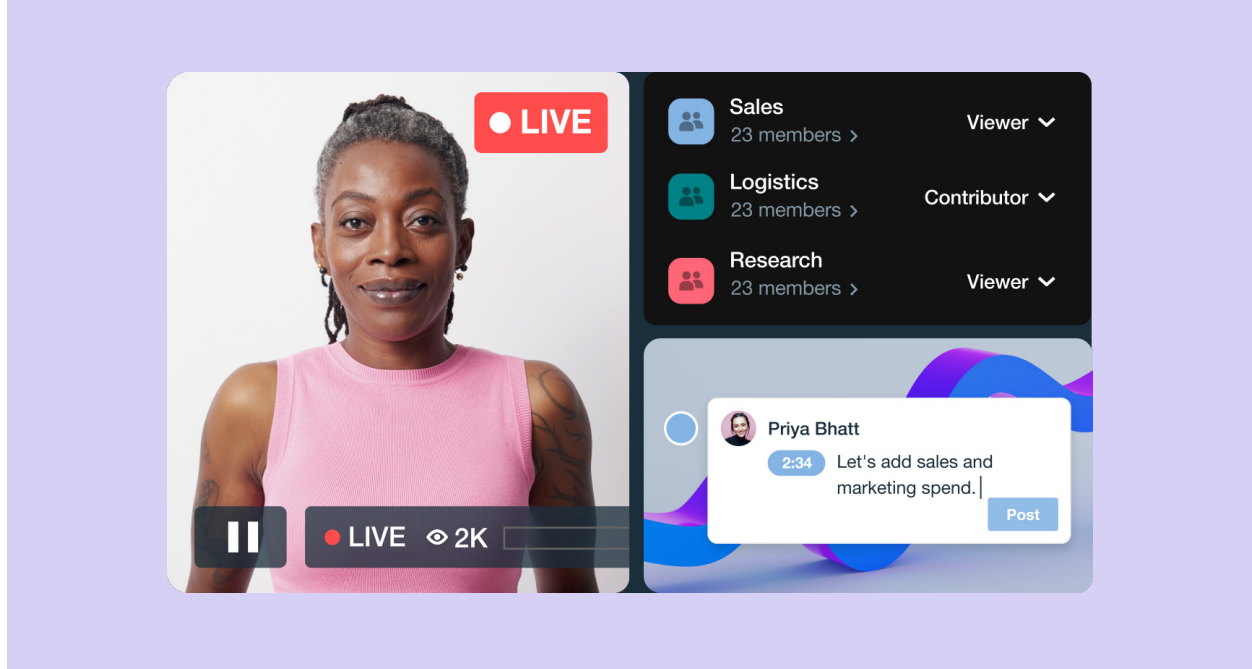 LIVE
LIVE 2K
Sales
23 members >
Viewer
Logistics
23 members >
Contributor
Research
23 members >
Viewer
Priya Bhatt
2:34 Let's add sales and
marketing spend.
Post